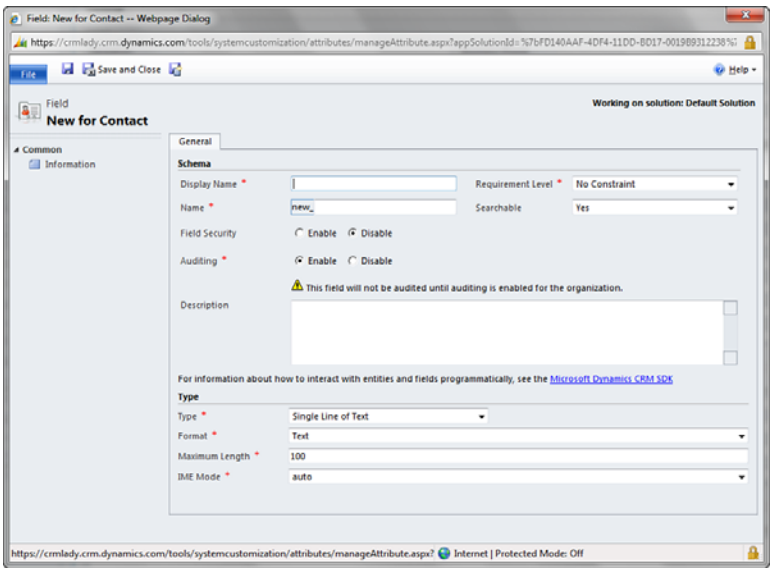 Field: New for Contact -- Webpage Dialog
https://crmlady.crm.dynamics.com/tools/systemcustomization/attributes/manageAttribute.aspx?appSolutionId=%7bFD140AAF-4DF4-11DD-BD17-0019B9312238%
File
Save and Close
Help
Field
New for Contact
Working on solution: Default Solution
Common
Information
General
Schema
Display Name *
Requirement Level * No Constraint
Name * new_
Searchable Yes
Field Security Enable Disable
Auditing * Enable Disable
This field will not be audited until auditing is enabled for the organization.
Description
For information about how to interact with entities and fields programmatically, see the Microsoft Dynamics CRM SDK
Type
Type * Single Line of Text
Format * Text
Maximum Length * 100
IME Mode * auto
https://crmlady.crm.dynamics.com/tools/systemcustomization/attributes/manageAttribute.aspx? Internet | Protected Mode: Off